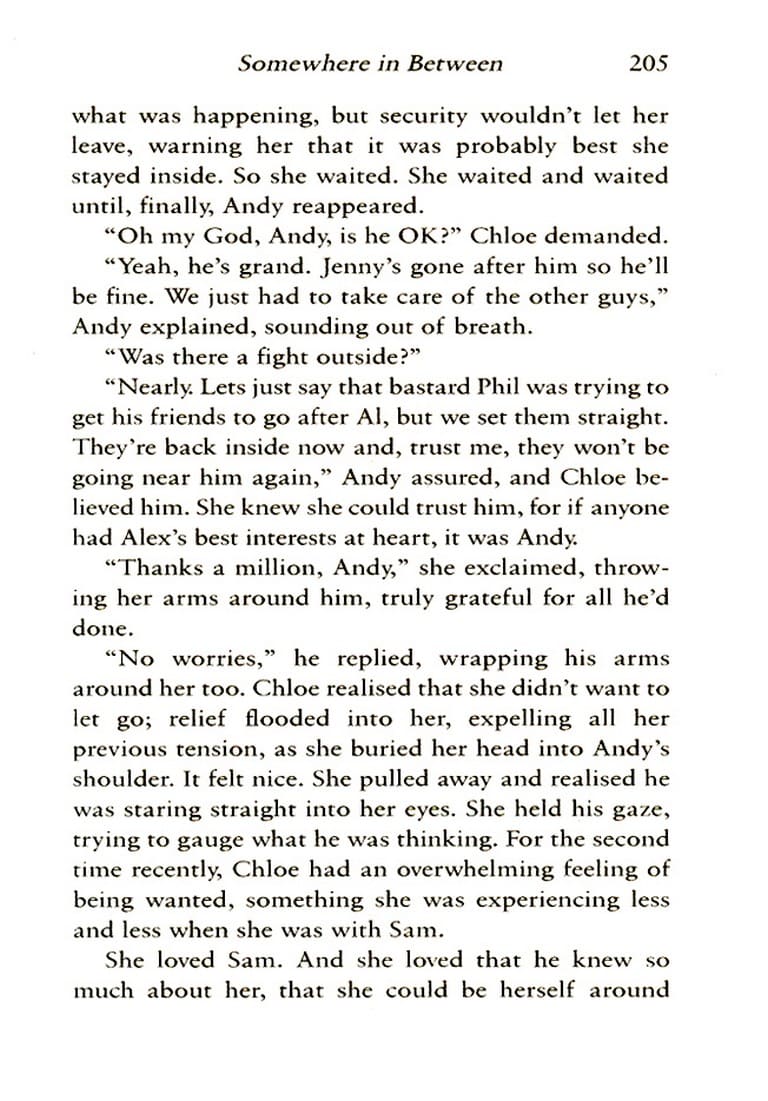 Somewhere in Between 205
what was happening, but security wouldn’t let her
leave, warning her that it was probably best she
stayed inside. So she waited. She waited and waited
until, finally, Andy reappeared.
“Oh my God, Andy, is he OK?” Chloe demanded.
“Yeah, he’s grand. Jenny’s gone after him so he’ll
be fine. We just had to take care of the other guys,”
Andy explained, sounding out of breath.
“Was there a fight outside?”
“Nearly. Lets just say that bastard Phil was trying to
get his friends to go after Al, but we set them straight.
They’re back inside now and, trust me, they won’t be
going near him again,” Andy assured, and Chloe be-
lieved him. She knew she could trust him, for if anyone
had Alex’s best interests at heart, it was Andy.
“Thanks a million, Andy,” she exclaimed, throw-
ing her arms around him, truly grateful for all he’d
done.
“No worries,” he replied, wrapping his arms
around her too. Chloe realised that she didn’t want to
let go; relief flooded into her, expelling all her
previous tension, as she buried her head into Andy’s
shoulder. It felt nice. She pulled away and realised he
was staring straight into her eyes. She held his gaze,
trying to gauge what he was thinking. For the second
time recently, Chloe had an overwhelming feeling of
being wanted, something she was experiencing less
and less when she was with Sam.
She loved Sam. And she loved that he knew so
much about her, that she could be herself around